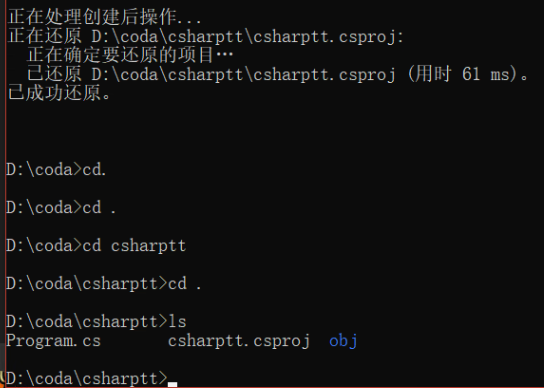 正在处理创建后操作...
正在还原 D:\coda\csharptt\csharptt.csproj:
  正在确定要还原的项目…
  已还原 D:\coda\csharptt\csharptt.csproj (用时 61 ms)。
已成功还原。
D:\coda>cd.
D:\coda>cd .
D:\coda>cd csharptt
D:\coda\csharptt>cd .
D:\coda\csharptt>ls
Program.cs       csharptt.csproj  obj
D:\coda\csharptt>